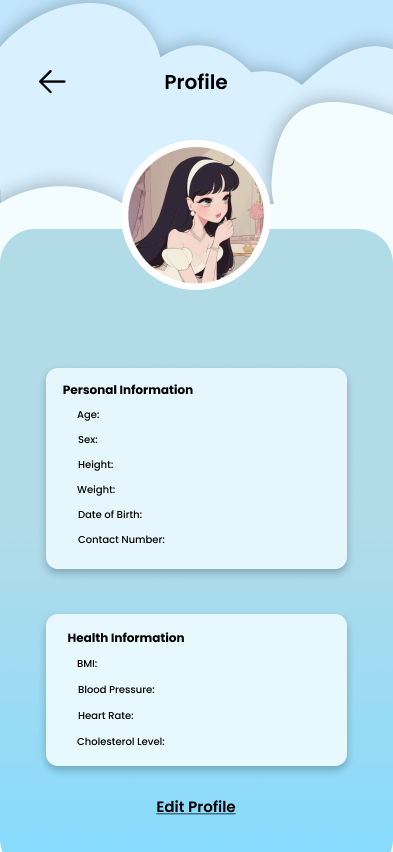 Profile
Personal Information
Age:
Sex:
Height:
Weight:
Date of Birth:
Contact Number:
Health Information
BMI:
Blood Pressure:
Heart Rate:
Cholesterol Level:
Edit Profile